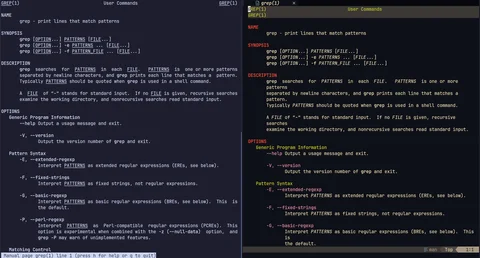 GREP(1) User Commands GREP(1)
NAME
grep - print lines that match patterns
SYNOPSIS
grep [OPTION...] PATTERNS [FILE...]
grep [OPTION...] -e PATTERNS ... [FILE...]
grep [OPTION...] -f PATTERN_FILE ... [FILE...]
DESCRIPTION
grep searches for PATTERNS in each FILE. PATTERNS is one or more patterns
separated by newline characters, and grep prints each line that matches a pattern.
Typically PATTERNS should be quoted when grep is used in a shell command.
A FILE of "-" stands for standard input. If no FILE is given, recursive searches
examine the working directory, and nonrecursive searches read standard input.
OPTIONS
Generic Program Information
--help Output a usage message and exit.
-V, --version
Output the version number of grep and exit.
Pattern Syntax
-E, --extended-regexp
Interpret PATTERNS as extended regular expressions (EREs, see below).
-F, --fixed-strings
Interpret PATTERNS as fixed strings, not regular expressions.
-G, --basic-regexp
Interpret PATTERNS as basic regular expressions (BREs, see below). This is
the default.
-P, --perl-regexp
Interpret PATTERNS as Perl-compatible regular expressions (PCREs). This
option is experimental when combined with the -z (--null-data) option, and
grep -P may warn of unimplemented features.
Matching Control
Manual page grep(1) line 1 (press h for help or q to quit)
grep(1)
GREP(1) User Commands
GREP(1)
NAME
grep - print lines that match patterns
SYNOPSIS
grep [OPTION...] PATTERNS [FILE...]
grep [OPTION...] -e PATTERNS ... [FILE...]
grep [OPTION...] -f PATTERN_FILE ... [FILE...]
DESCRIPTION
grep searches for PATTERNS in each FILE. PATTERNS is one or more
patterns
separated by newline characters, and grep prints each line that matches a
pattern.
Typically PATTERNS should be quoted when grep is used in a shell command.
A FILE of "-" stands for standard input. If no FILE is given, recursive
searches
examine the working directory, and nonrecursive searches read standard input.
OPTIONS
Generic Program Information
--help Output a usage message and exit.
-V, --version
Output the version number of grep and exit.
Pattern Syntax
-E, --extended-regexp
Interpret PATTERNS as extended regular expressions (EREs, see below).
-F, --fixed-strings
Interpret PATTERNS as fixed strings, not regular expressions.
-G, --basic-regexp
Interpret PATTERNS as basic regular expressions (BREs, see below). This
is
the default.
man Top 1:1